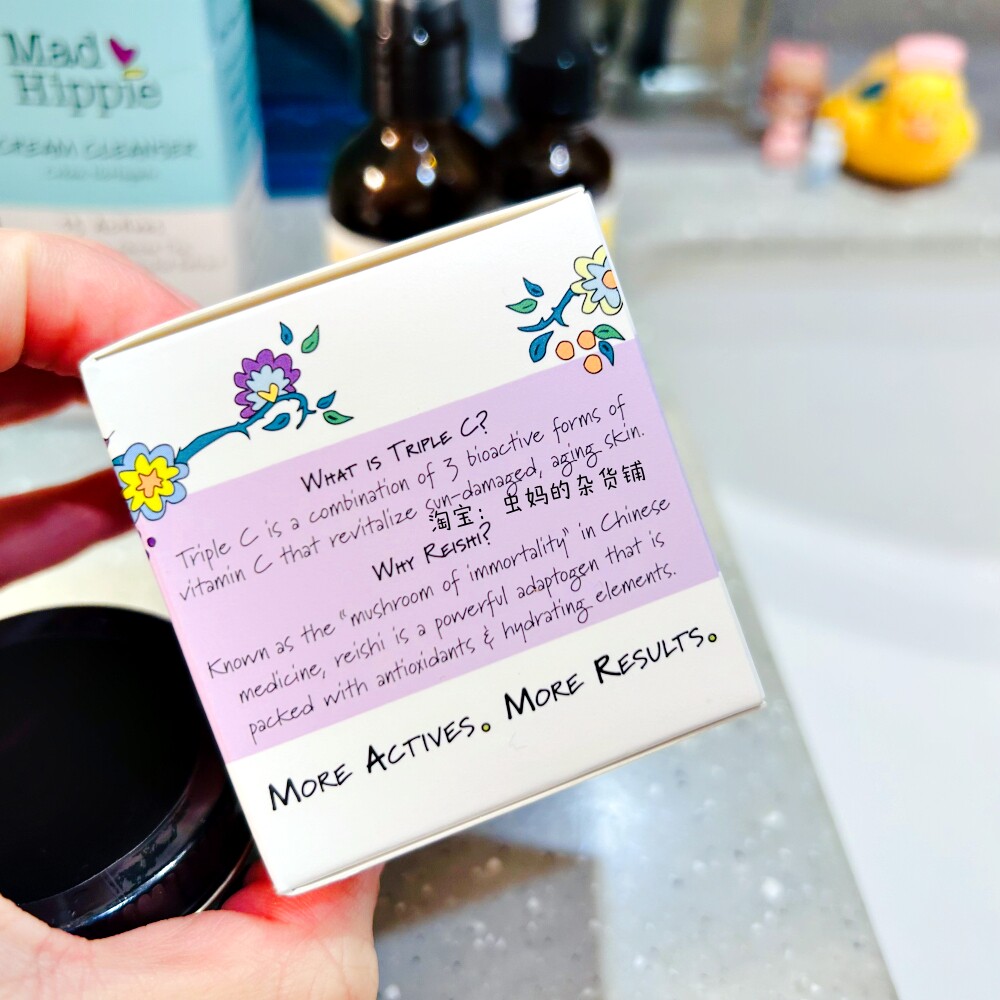 Mad
Hippie
CREAM CLEANSER
WHAT IS TRIPLE C?
Triple C is a combination of 3 bioactive forms of
vitamin C that revitalize sun-damaged, aging skin.
淘宝：虫妈的杂货铺
WHY REISHI?
Known as the "mushroom of immortality" in Chinese
medicine, reishi is a powerful adaptogen that is
packed with antioxidants & hydrating elements.
MORE ACTIVES. MORE RESULTS.